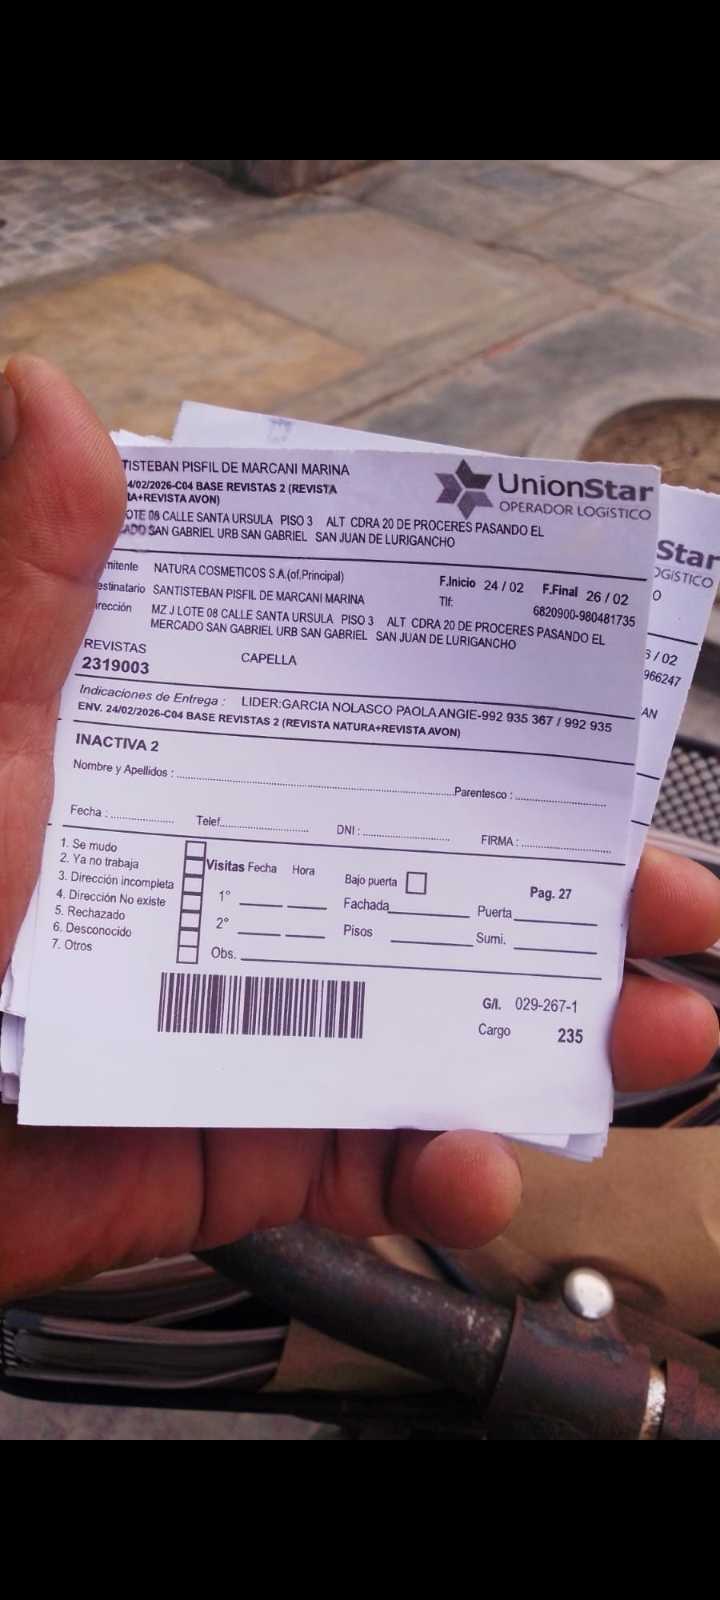 TISTEBAN PISFIL DE MARCANI MARINA
4/02/2026-C04 BASE REVISTAS 2 (REVISTA
A+REVISTA AVON)
OTE 08 CALLE SANTA URSULA PISO 3 ALT CDRA 20 DE PROCERES PASANDO EL
ADO SAN GABRIEL URB SAN GABRIEL SAN JUAN DE LURIGANCHO
UnionStar
OPERADOR LOGíSTICO
mitente NATURA COSMETICOS S.A.(of.Principal)
estinatario SANTISTEBAN PISFIL DE MARCANI MARINA
F.Inicio 24 / 02 F.Final 26 / 02
Tlf: 6820900-980481735
irección MZ J LOTE 08 CALLE SANTA URSULA PISO 3 ALT CDRA 20 DE PROCERES PASANDO EL
MERCADO SAN GABRIEL URB SAN GABRIEL SAN JUAN DE LURIGANCHO
REVISTAS
2319003 CAPELLA
Indicaciones de Entrega : LIDER:GARCIA NOLASCO PAOLA ANGIE-992 935 367 / 992 935
ENV. 24/02/2026-C04 BASE REVISTAS 2 (REVISTA NATURA+REVISTA AVON)
INACTIVA 2
Nombre y Apellidos : Parentesco :
Fecha : Telef. DNI : FIRMA :
1. Se mudo
2. Ya no trabaja
3. Dirección incompleta
4. Dirección No existe
5. Rechazado
6. Desconocido
7. Otros
Visitas Fecha Hora
1°
2°
Obs.
Bajo puerta
Pag. 27
Fachada Puerta
Pisos Sumi.
G/I. 029-267-1
Cargo 235
Star
OGíSTICO
O
6 / 02
966247
AN